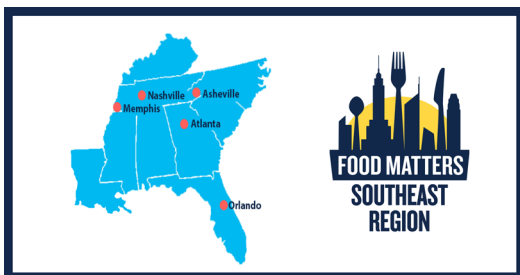 Nashville
Asheville
Memphis
Atlanta
Orlando
FOOD MATTERS
SOUTHEAST
REGION